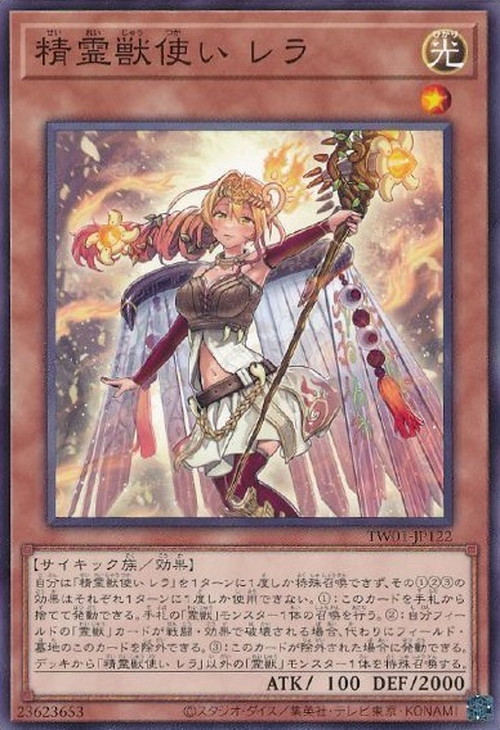 精霊獣使い レラ
光
TW01-JP122
【サイキック族/効果】
自分は「精霊獣使い レラ」を1ターンに1度しか特殊召喚できず、その①②③の
効果はそれぞれ1ターンに1度しか使用できない。①:このカードを手札から
捨てて発動できる。手札の「霊獣」モンスター1体の召喚を行う。②:自分フィー
ルドの「霊獣」カードが戦闘・効果で破壊される場合、代わりにフィールド・
墓地のこのカードを除外できる。③:このカードが除外された場合に発動できる。
デッキから「精霊獣使い レラ」以外の「霊獣」モンスター1体を特殊召喚する。
ATK/ 100 DEF/2000
23623653 ©スタジオ・ダイス/集英社・テレビ東京・KONAMI